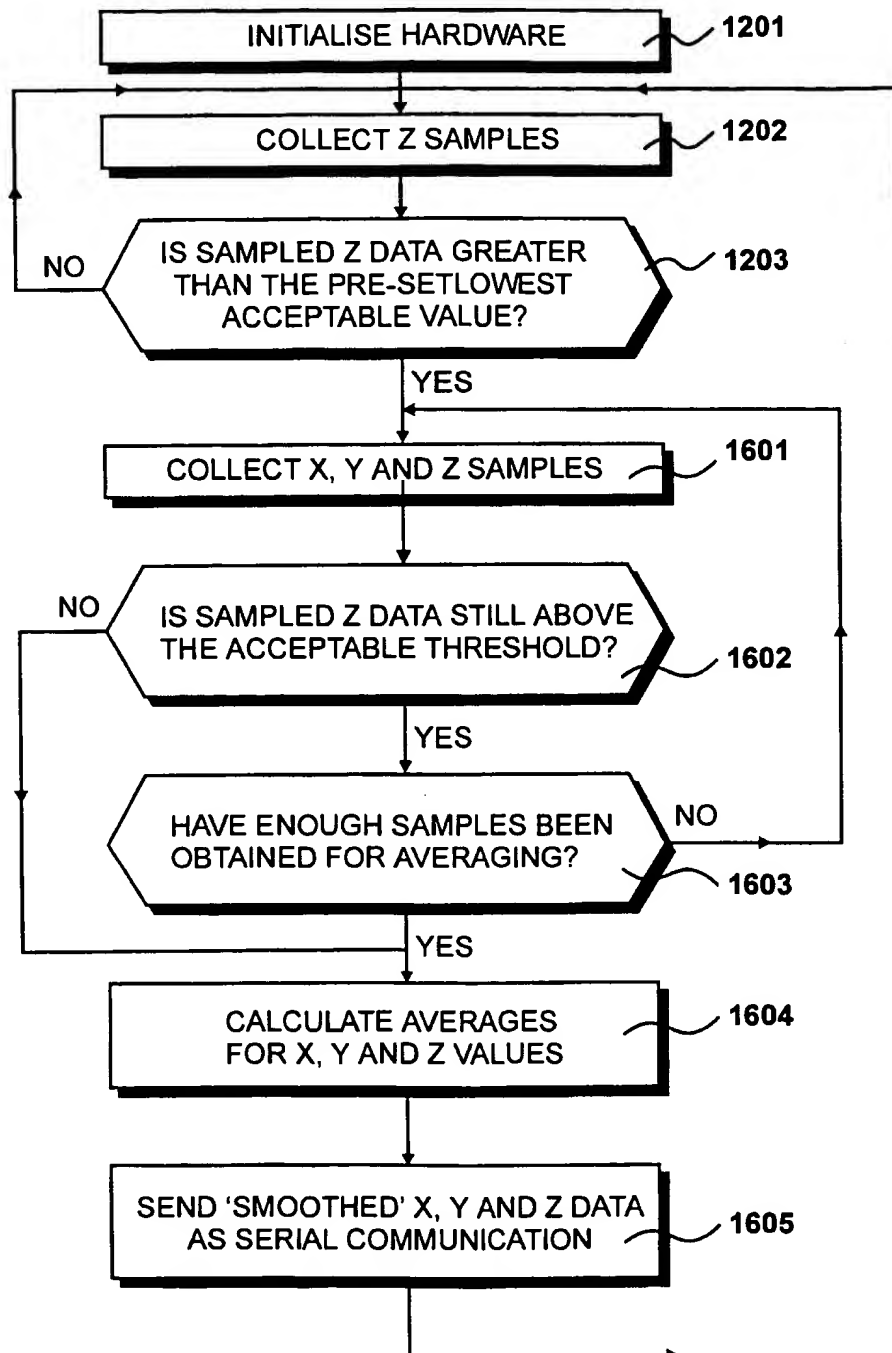 INITIALISE HARDWARE
1201
COLLECT Z SAMPLES
1202
IS SAMPLED Z DATA GREATER
THAN THE PRE-SETLOWEST
ACCEPTABLE VALUE?
1203
NO
YES
COLLECT X, Y AND Z SAMPLES
1601
NO
IS SAMPLED Z DATA STILL ABOVE
THE ACCEPTABLE THRESHOLD?
1602
YES
HAVE ENOUGH SAMPLES BEEN
OBTAINED FOR AVERAGING?
NO
1603
YES
CALCULATE AVERAGES
FOR X, Y AND Z VALUES
1604
SEND 'SMOOTHED' X, Y AND Z DATA
AS SERIAL COMMUNICATION
1605